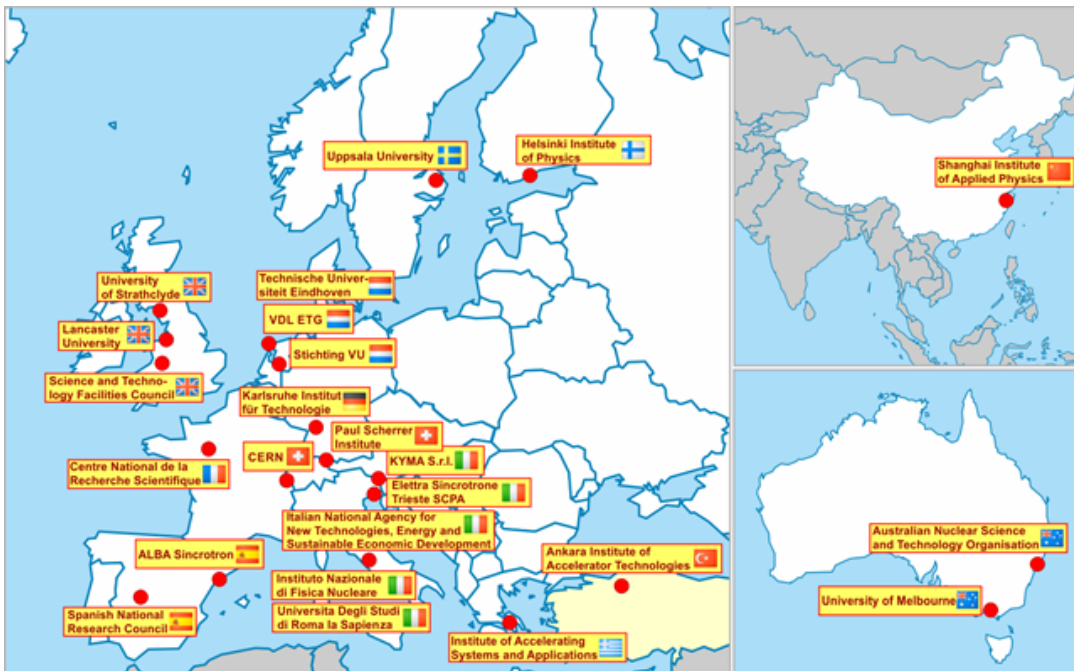 Uppsala University
Helsinki Institute
of Physics
University
of Strathclyde
Lancaster
University
Science and Techno-
logy Facilities Council
Technische Univer-
siteit Eindhoven
VDL ETG
Stichting VU
Karlsruhe Institut
für Technologie
Paul Scherrer
Institute
CERN
KYMA S.r.l.
Centre National de la
Recherche Scientifique
Elettra Sincrotrone
Trieste SCPA
Italian National Agency for
New Technologies, Energy and
Sustainable Economic Development
ALBA Sincrotron
Ankara Institute of
Accelerator Technologies
Instituto Nazionale
di Fisica Nucleare
Spanish National
Research Council
Universita Degli Studi
di Roma la Sapienza
Institute of Accelerating
Systems and Applications
Shanghai Institute
of Applied Physics
Australian Nuclear Science
and Technology Organisation
University of Melbourne